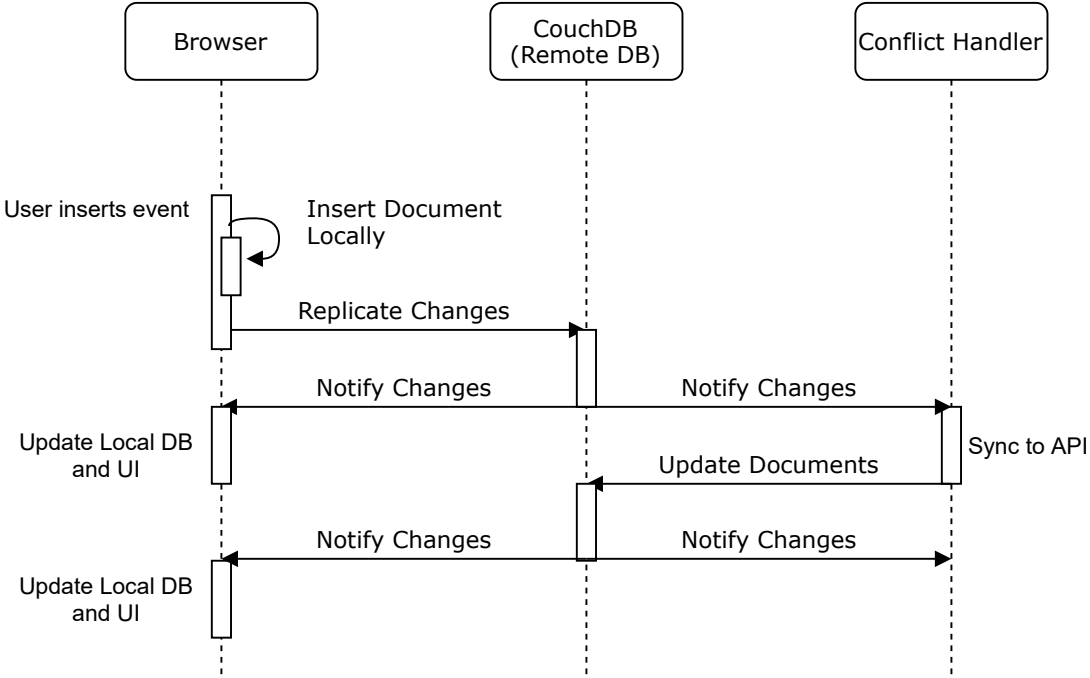 Browser
CouchDB
(Remote DB)
Conflict Handler
User inserts event
Insert Document
Locally
Replicate Changes
Notify Changes
Notify Changes
Update Local DB
and UI
Sync to API
Update Documents
Notify Changes
Notify Changes
Update Local DB
and UI